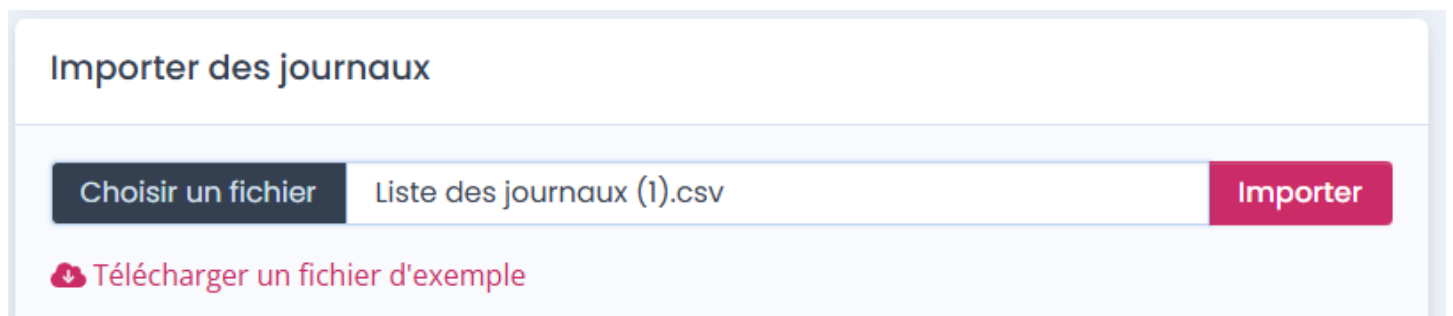 Importer des journaux
Choisir un fichier Liste des journaux (1).csv Importer
Télécharger un fichier d'exemple